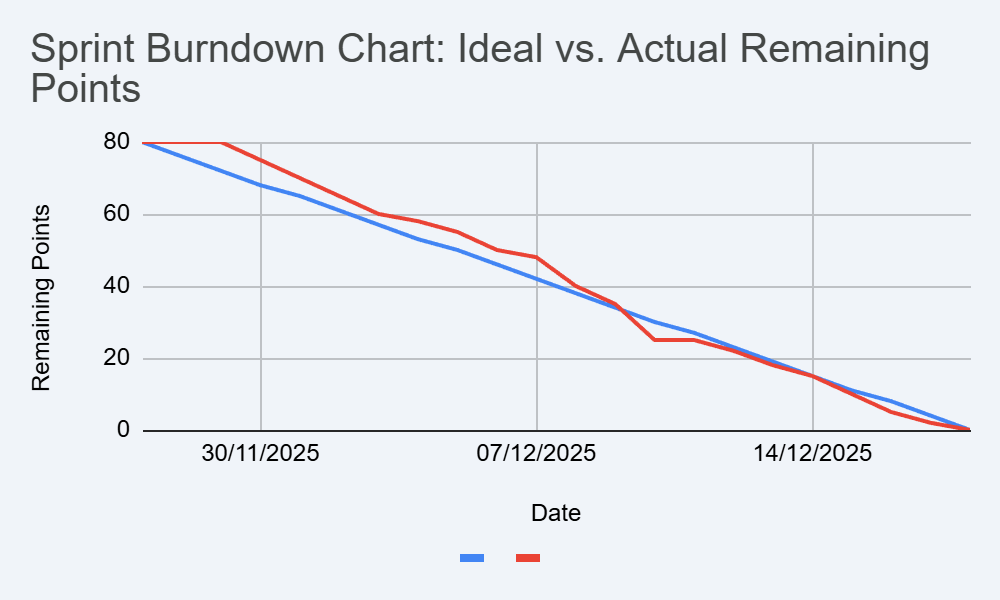 Sprint Burndown Chart: Ideal vs. Actual Remaining
Points
80
60
40
20
0
Remaining Points
30/11/2025
07/12/2025
14/12/2025
Date